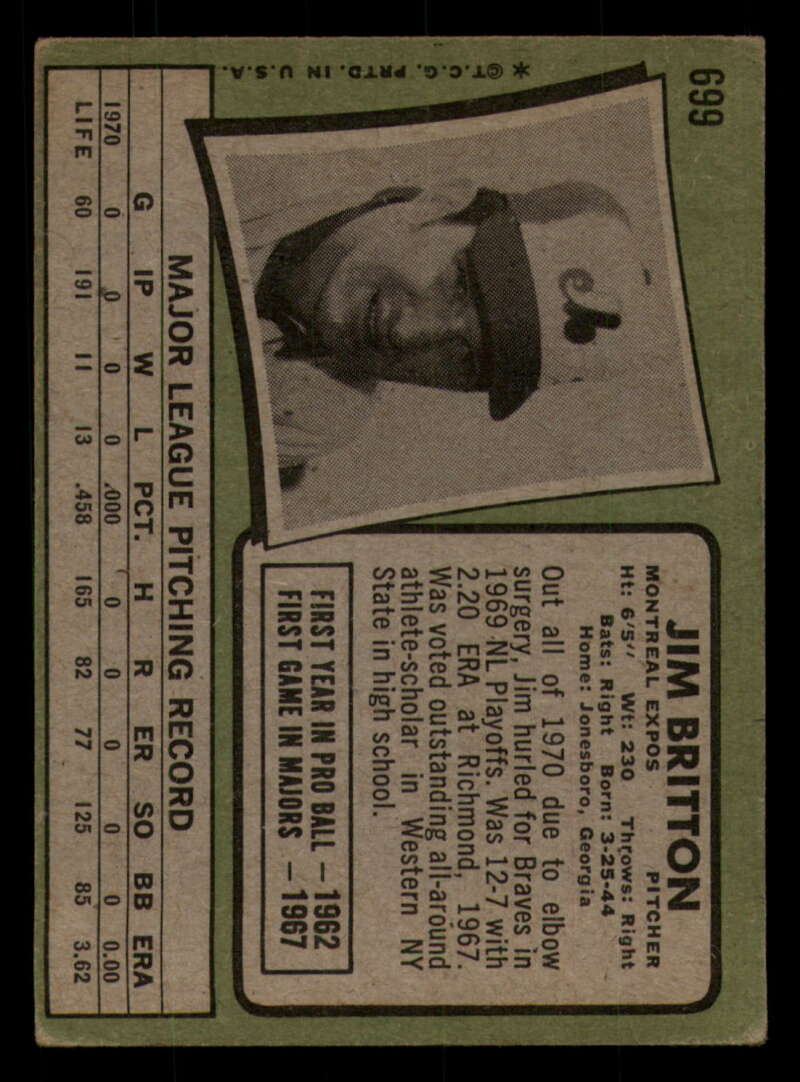 699
JIM BRITTON
MONTREAL EXPOS PITCHER
Ht: 6'5" Wt: 230 Throws: Right
Bats: Right Born: 3-25-44
Home: Jonesboro, Georgia
Out all of 1970 due to elbow
surgery, Jim hurled for Braves in
1969 NL Playoffs. Was 12-7 with
2.20 ERA at Richmond, 1967.
Was voted outstanding all-around
athlete-scholar in Western NY
State in high school.
FIRST YEAR IN PRO BALL — 1962
FIRST GAME IN MAJORS — 1967
MAJOR LEAGUE PITCHING RECORD
G IP W L PCT. H R ER SO BB ERA
1970 0 0 0 0 .000 0 0 0 0 0 0.00
LIFE 60 191 11 13 .458 165 82 77 125 85 3.62
*©T.C.G. PRTD. IN U.S.A.